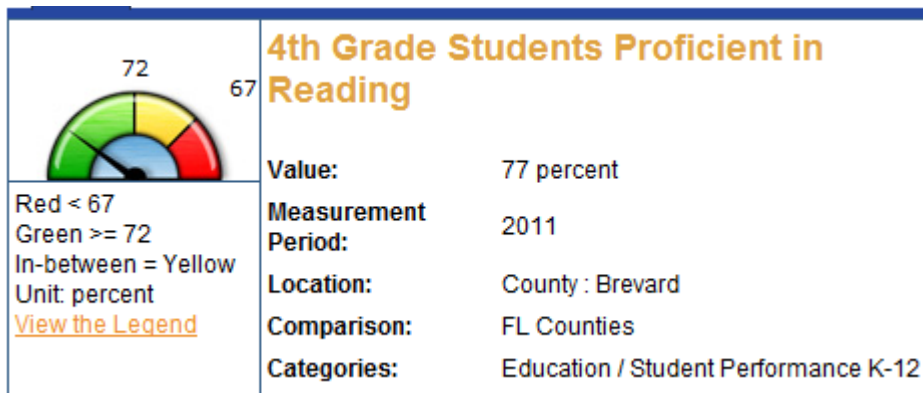 72
67
Red < 67
Green >= 72
In-between = Yellow
Unit: percent
View the Legend
4th Grade Students Proficient in
Reading
Value: 77 percent
Measurement
Period: 2011
Location: County : Brevard
Comparison: FL Counties
Categories: Education / Student Performance K-12